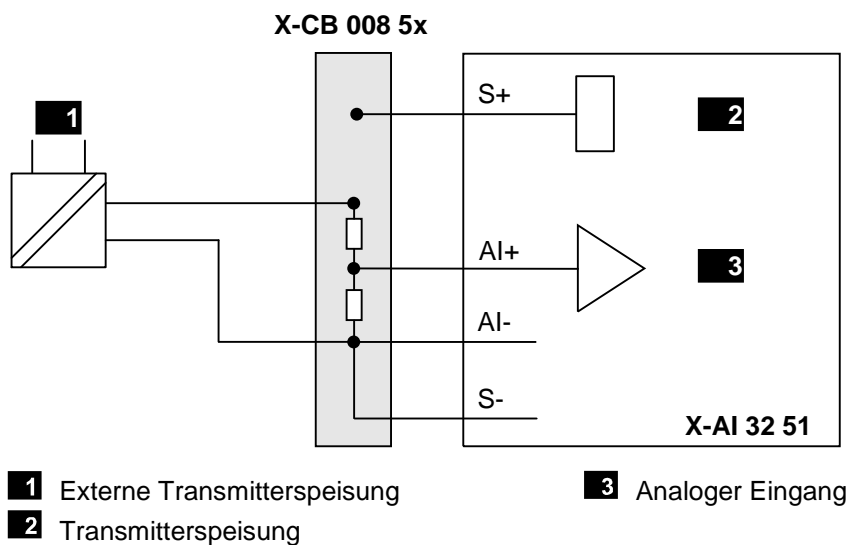 X-CB 008 5x
S+
1
2
AI+
3
AI-
S-
X-AI 32 51
1 Externe Transmitterspeisung
3 Analoger Eingang
2 Transmitterspeisung